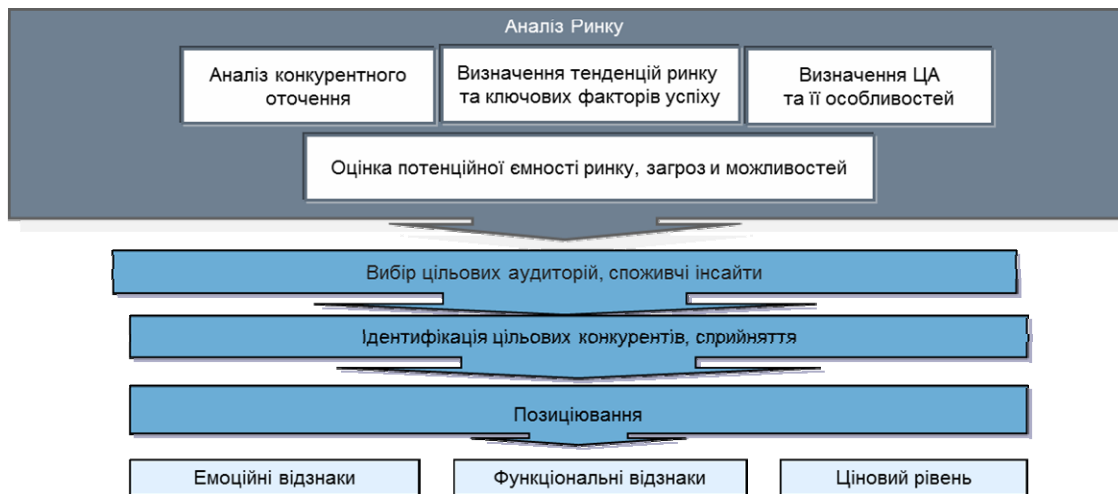 Аналіз Ринку
Аналіз конкурентного
оточення
Визначення тенденцій ринку
та ключових факторів успіху
Визначення ЦА
та її особливостей
Оцінка потенційної ємності ринку, загроз и можливостей
Вибір цільових аудиторій, споживчі інсайти
Ідентифікація цільових конкурентів, сприйняття
Позиціювання
Емоційні відзнаки
Функціональні відзнаки
Ціновий рівень